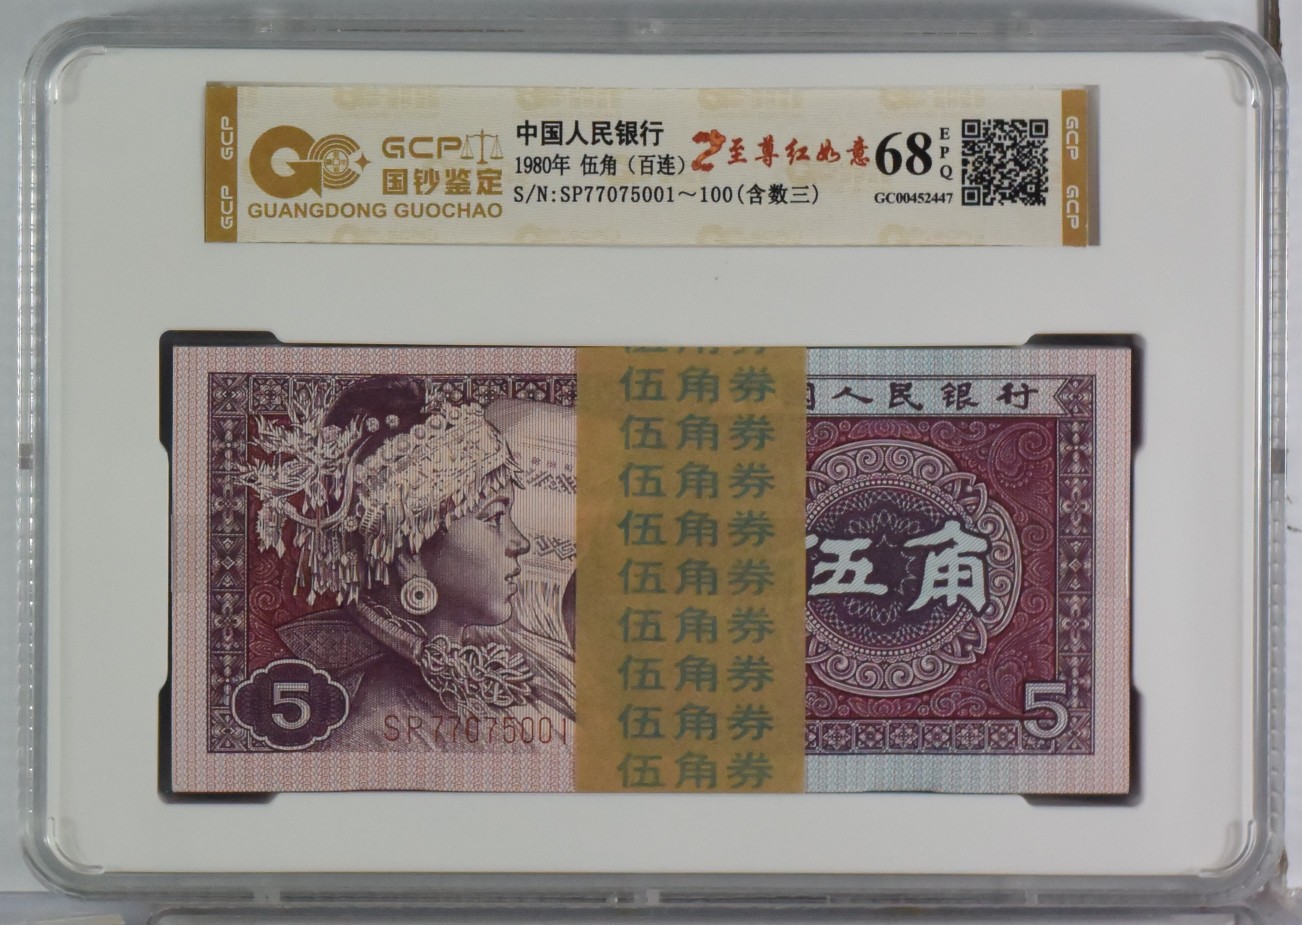 GCP
GCP
GCP
国钞鉴定
GUANGDONG GUOCHAO
中国人民银行
1980年 伍角（百连）
S/N:SP77075001～100(含数三)
至尊红如意
68
EPQ
GC00452447
GCP
GCP
人民银行
伍角券
伍角券
伍角券
伍角券
伍角券
伍角券
伍角券
伍角券
伍角券
伍角
5
SP77075001
5